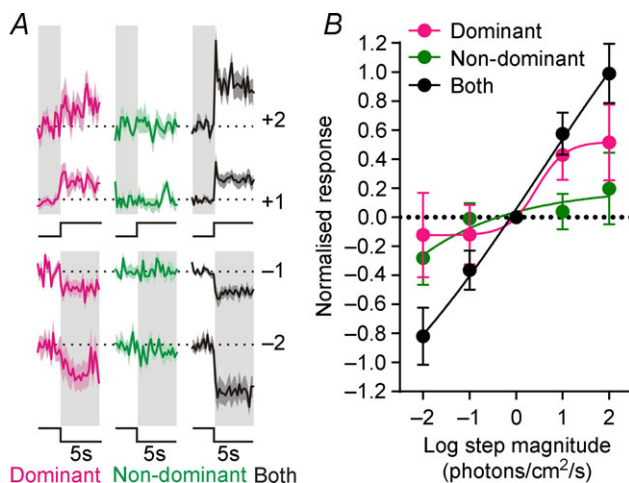 A
+2
+1
−1
−2
5s
5s
5s
Dominant Non-dominant Both
B
Dominant
Non-dominant
Both
Normalised response
1.2
1.0
0.8
0.6
0.4
0.2
0.0
−0.2
−0.4
−0.6
−0.8
−1.0
−1.2
−2 −1 0 1 2
Log step magnitude
(photons/cm²/s)